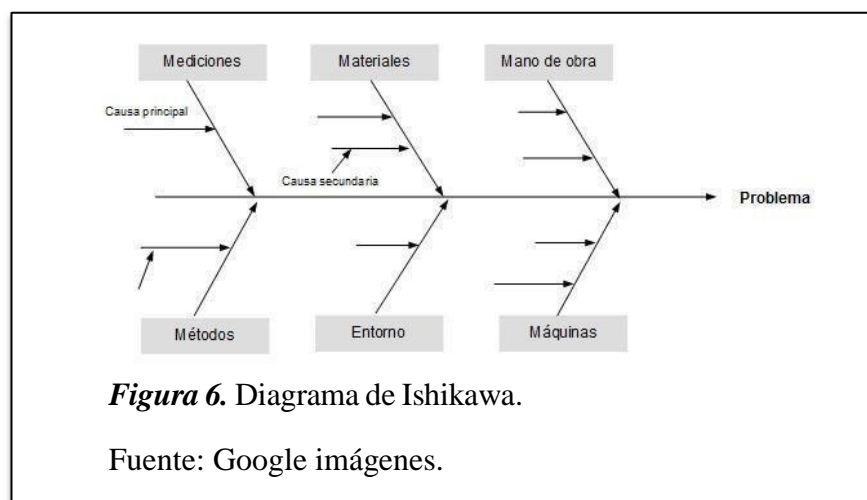 Mediciones
Materiales
Mano de obra
Causa principal
Causa secundaria
Problema
Métodos
Entorno
Máquinas
Figura 6. Diagrama de Ishikawa.
Fuente: Google imágenes.